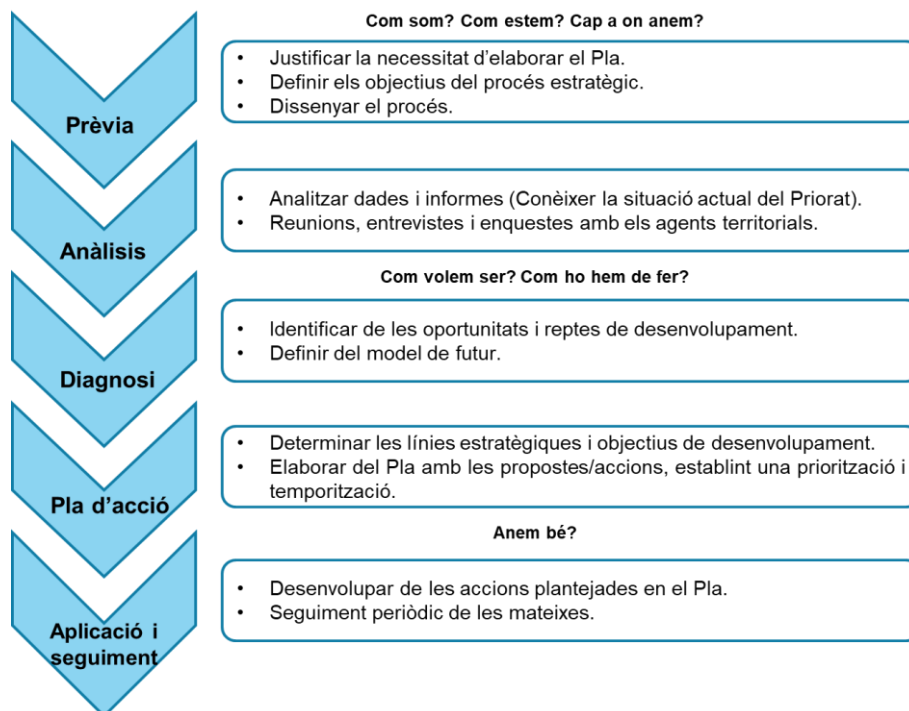 Com som? Com estem? Cap a on anem?
Prèvia
• Justificar la necessitat d'elaborar el Pla.
• Definir els objectius del procés estratègic.
• Dissenyar el procés.
Anàlisis
• Analitzar dades i informes (Conèixer la situació actual del Priorat).
• Reunions, entrevistes i enquestes amb els agents territorials.
Com volem ser? Com ho hem de fer?
Diagnosi
• Identificar de les oportunitats i reptes de desenvolupament.
• Definir del model de futur.
Pla d'acció
• Determinar les línies estratègiques i objectius de desenvolupament.
• Elaborar del Pla amb les propostes/accions, establint una priorització i
temporització.
Anem bé?
Aplicació i
seguiment
• Desenvolupar de les accions plantejades en el Pla.
• Seguiment periòdic de les mateixes.